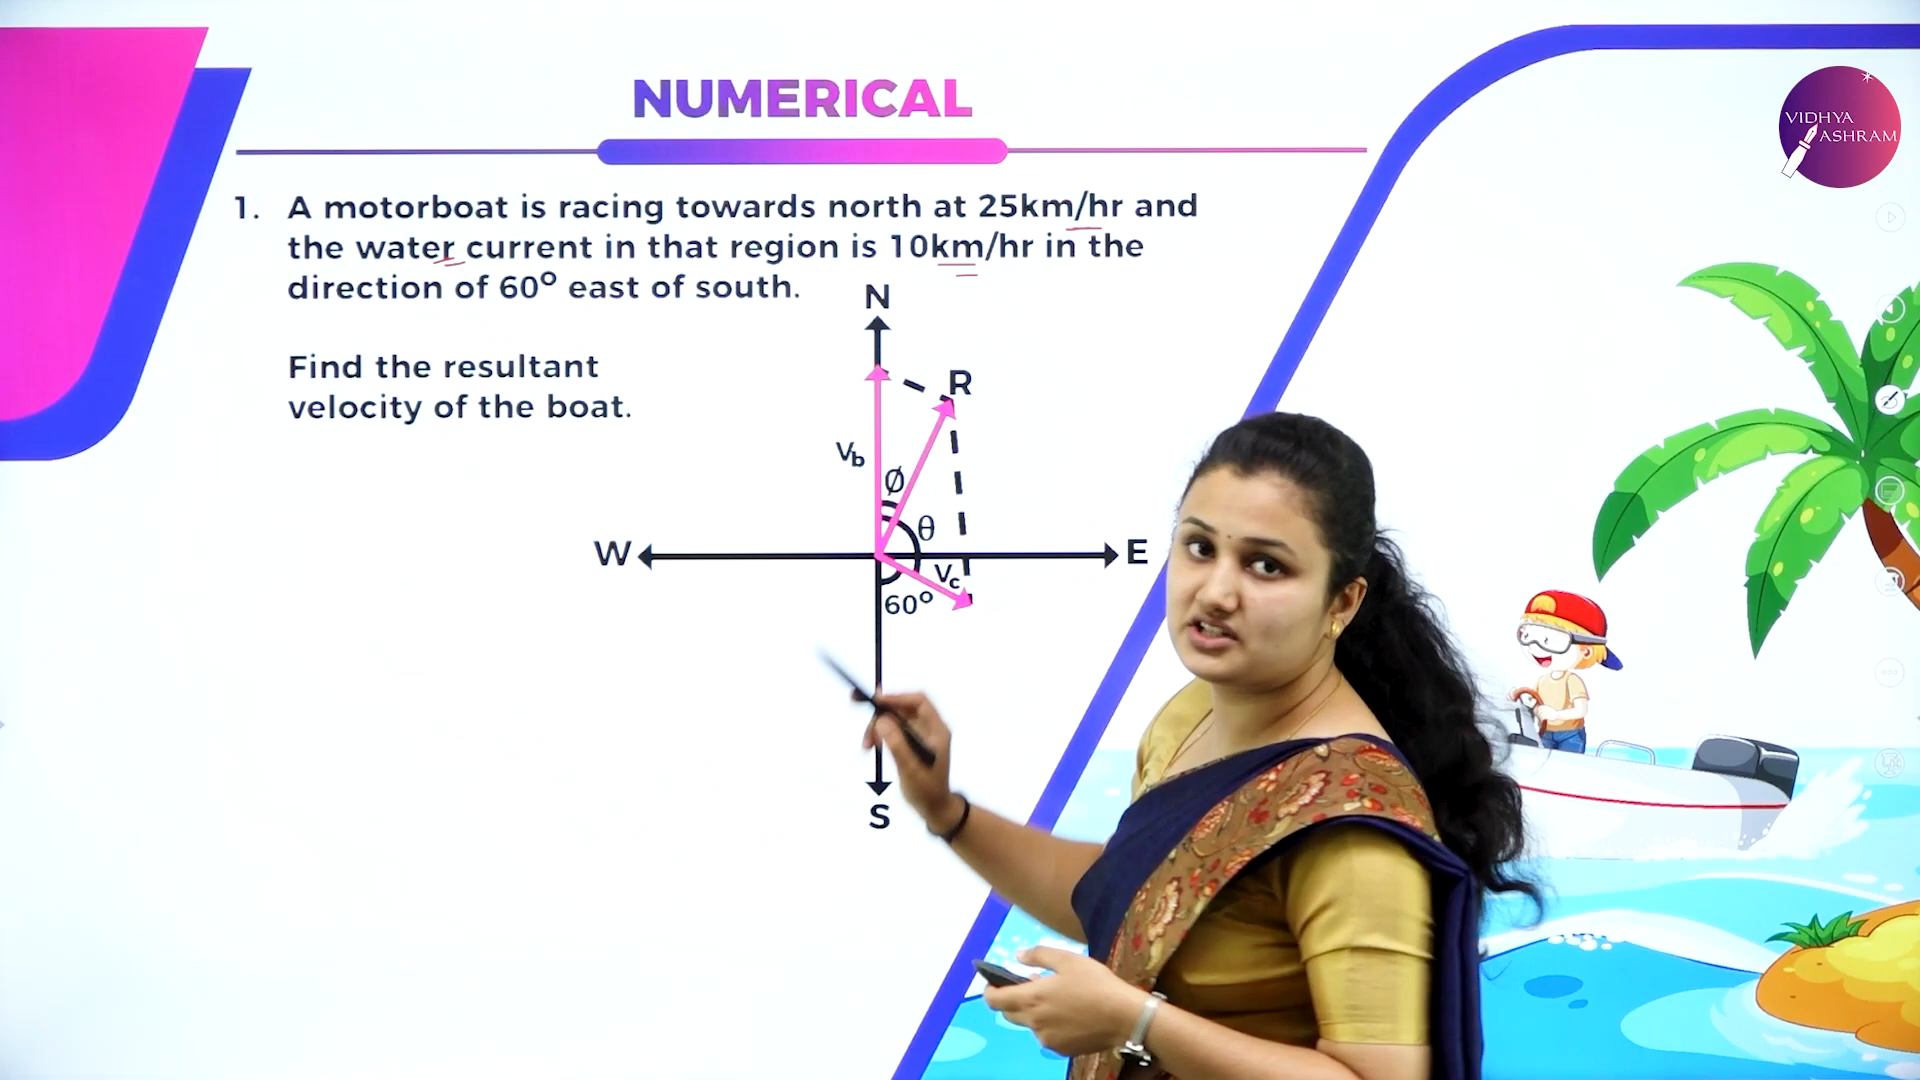 NUMERICAL
VIDHYA
ASHRAM
1. A motorboat is racing towards north at 25km/hr and
the water current in that region is 10km/hr in the
direction of 60° east of south.
Find the resultant
velocity of the boat.
N
R
Vb
Ø
θ
W
E
Vc
60°
S